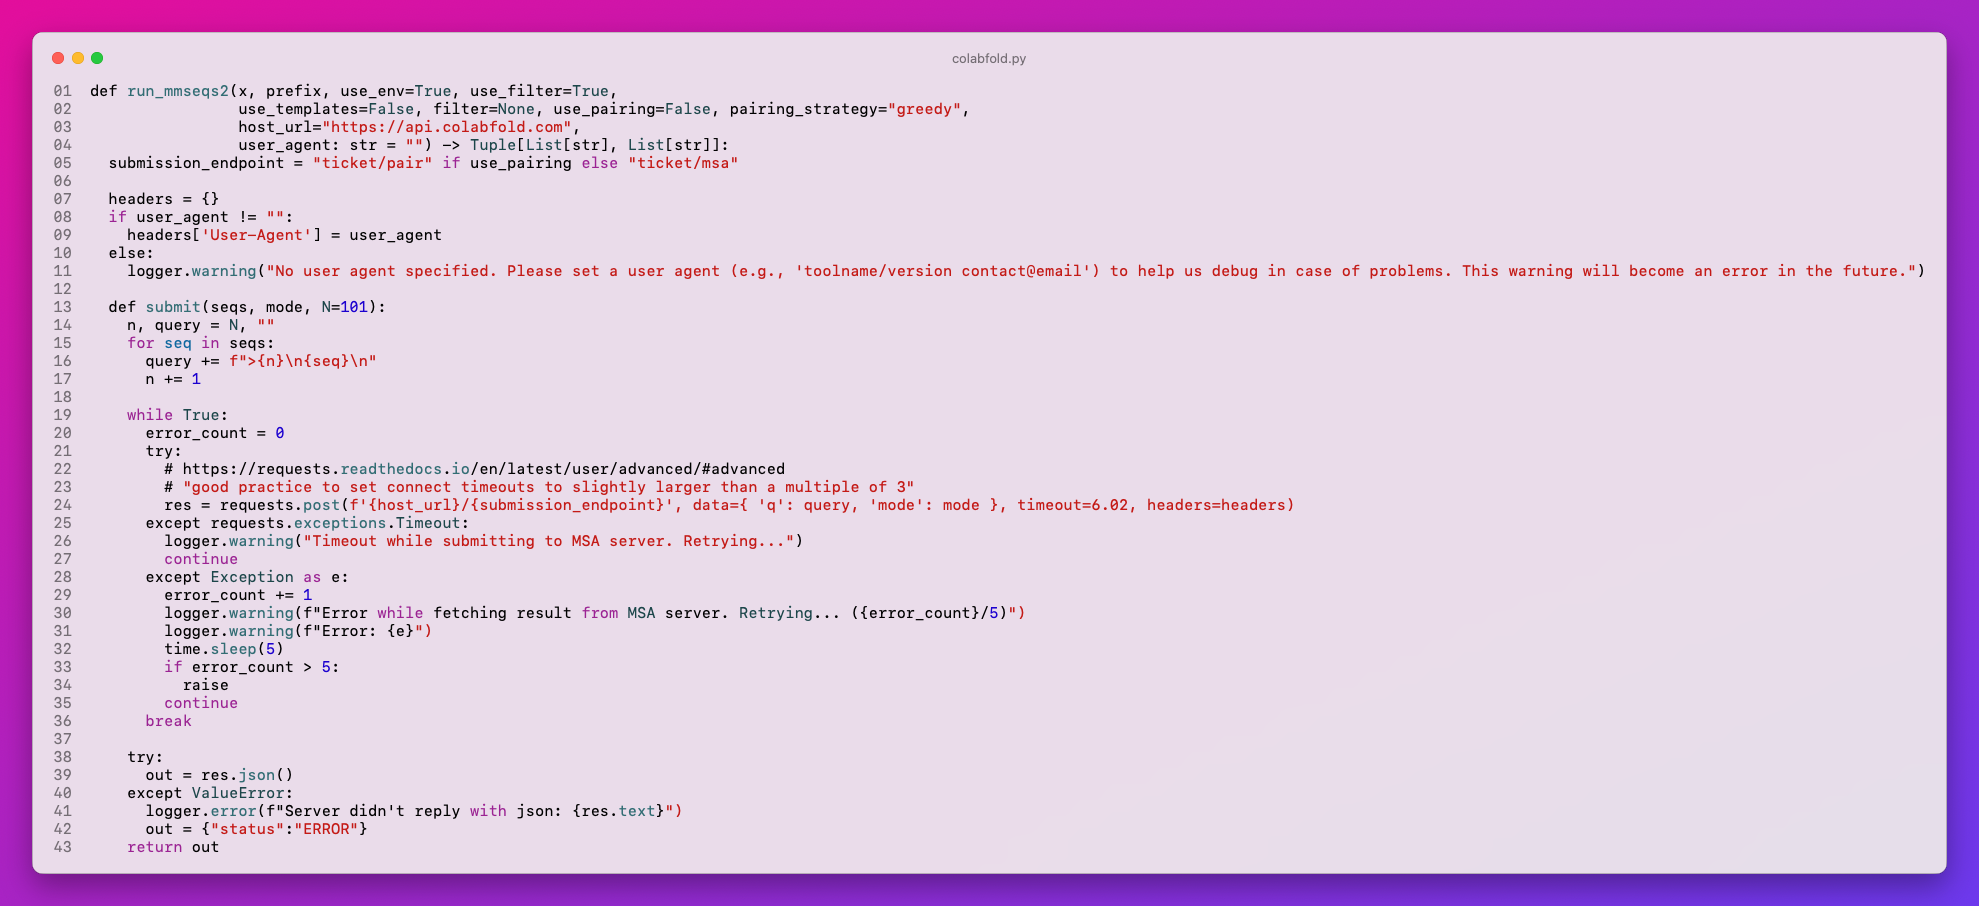 colabfold.py
01 def run_mmseqs2(x, prefix, use_env=True, use_filter=True,
02                 use_templates=False, filter=None, use_pairing=False, pairing_strategy="greedy",
03                 host_url="https://api.colabfold.com",
04                 user_agent: str = "") -> Tuple[List[str], List[str]]:
05   submission_endpoint = "ticket/pair" if use_pairing else "ticket/msa"
06
07   headers = {}
08   if user_agent != "":
09     headers['User-Agent'] = user_agent
10   else:
11     logger.warning("No user agent specified. Please set a user agent (e.g., 'toolname/version contact@email') to help us debug in case of problems. This warning will become an error in the future.")
12
13   def submit(seqs, mode, N=101):
14     n, query = N, ""
15     for seq in seqs:
16       query += f">{n}\n{seq}\n"
17       n += 1
18
19     while True:
20       error_count = 0
21       try:
22         # https://requests.readthedocs.io/en/latest/user/advanced/#advanced
23         # "good practice to set connect timeouts to slightly larger than a multiple of 3"
24         res = requests.post(f'{host_url}/{submission_endpoint}', data={ 'q': query, 'mode': mode }, timeout=6.02, headers=headers)
25       except requests.exceptions.Timeout:
26         logger.warning("Timeout while submitting to MSA server. Retrying...")
27         continue
28       except Exception as e:
29         error_count += 1
30         logger.warning(f"Error while fetching result from MSA server. Retrying... ({error_count}/5)")
31         logger.warning(f"Error: {e}")
32         time.sleep(5)
33         if error_count > 5:
34           raise
35         continue
36       break
37
38     try:
39       out = res.json()
40     except ValueError:
41       logger.error(f"Server didn't reply with json: {res.text}")
42       out = {"status":"ERROR"}
43     return out